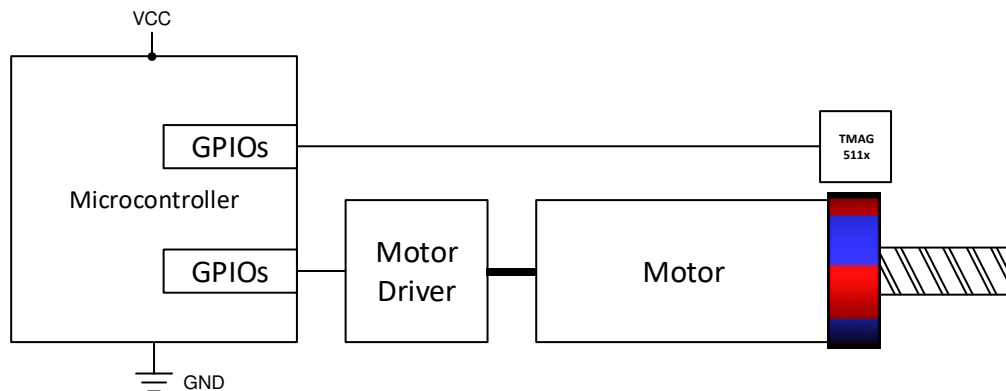 VCC
GPIOs
TMAG
511x
Microcontroller
GPIOs
Motor
Driver
Motor
GND